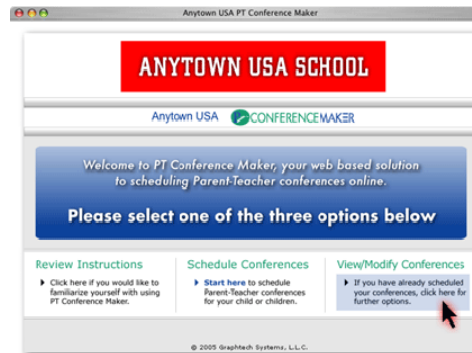 Anytown USA PT Conference Maker
ANYTOWN USA SCHOOL
Anytown USA CONFERENCEMAKER
Welcome to PT Conference Maker, your web based solution
to scheduling Parent-Teacher conferences online.
Please select one of the three options below
Review Instructions
Click here if you would like to
familiarize yourself with using
PT Conference Maker.
Schedule Conferences
Start here to schedule
Parent-Teacher conferences
for your child or children.
View/Modify Conferences
If you have already scheduled
your conferences, click here for
further options.
© 2005 Graphtech Systems, L.L.C.